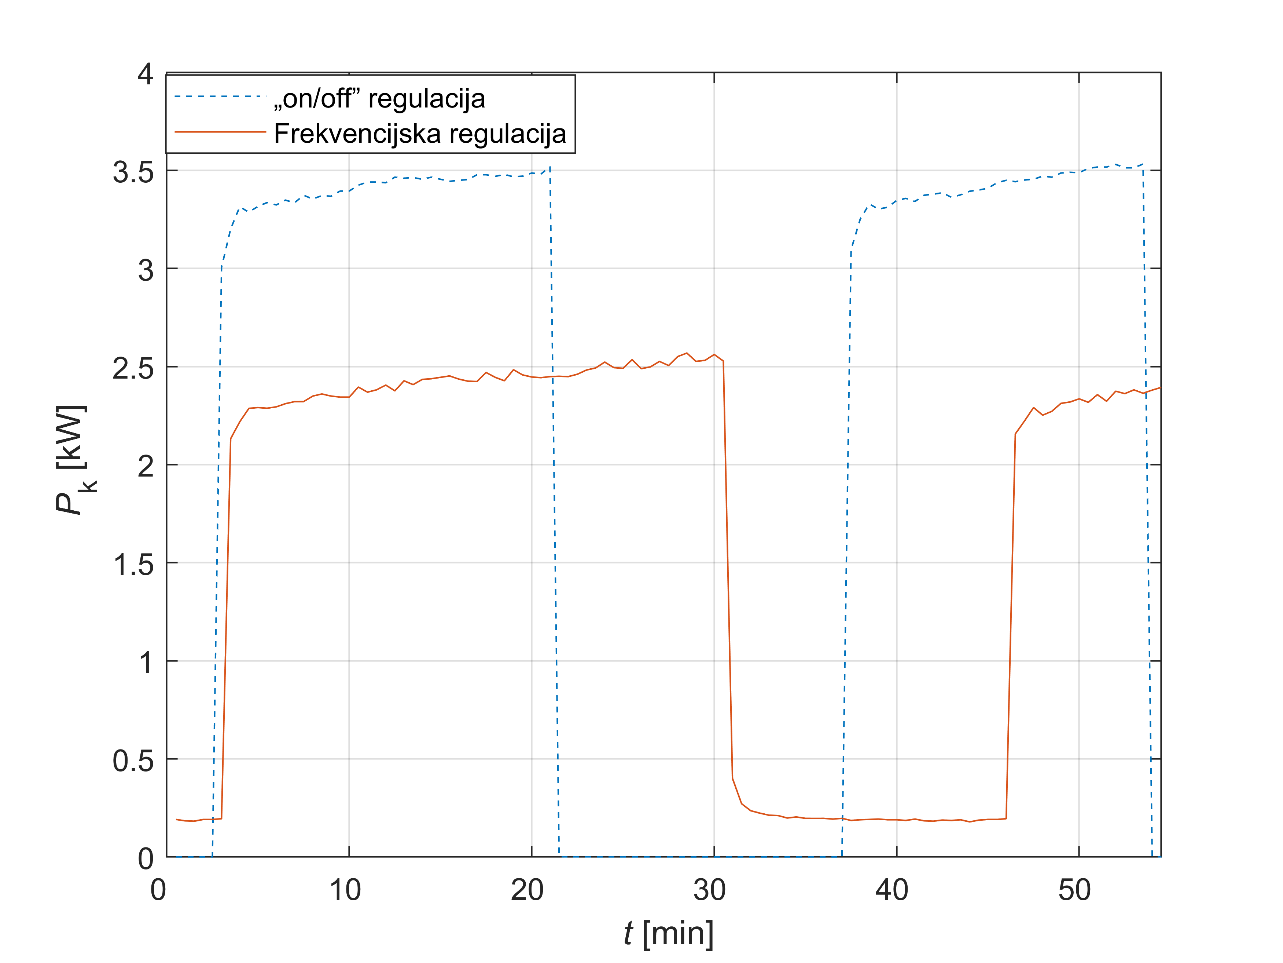 „on/off” regulacija
Frekvencijska regulacija
4
3.5
3
2.5
2
1.5
1
0.5
0
P_k [kW]
0 10 20 30 40 50
t [min]